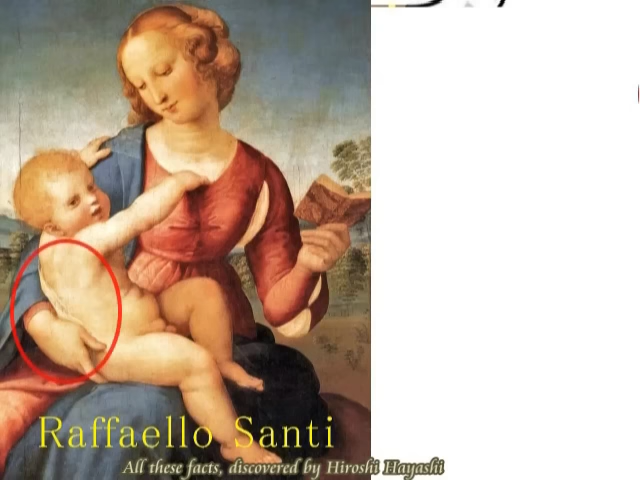 Raffaello Santi
All these facts, discovered by Hiroshi Hayashi